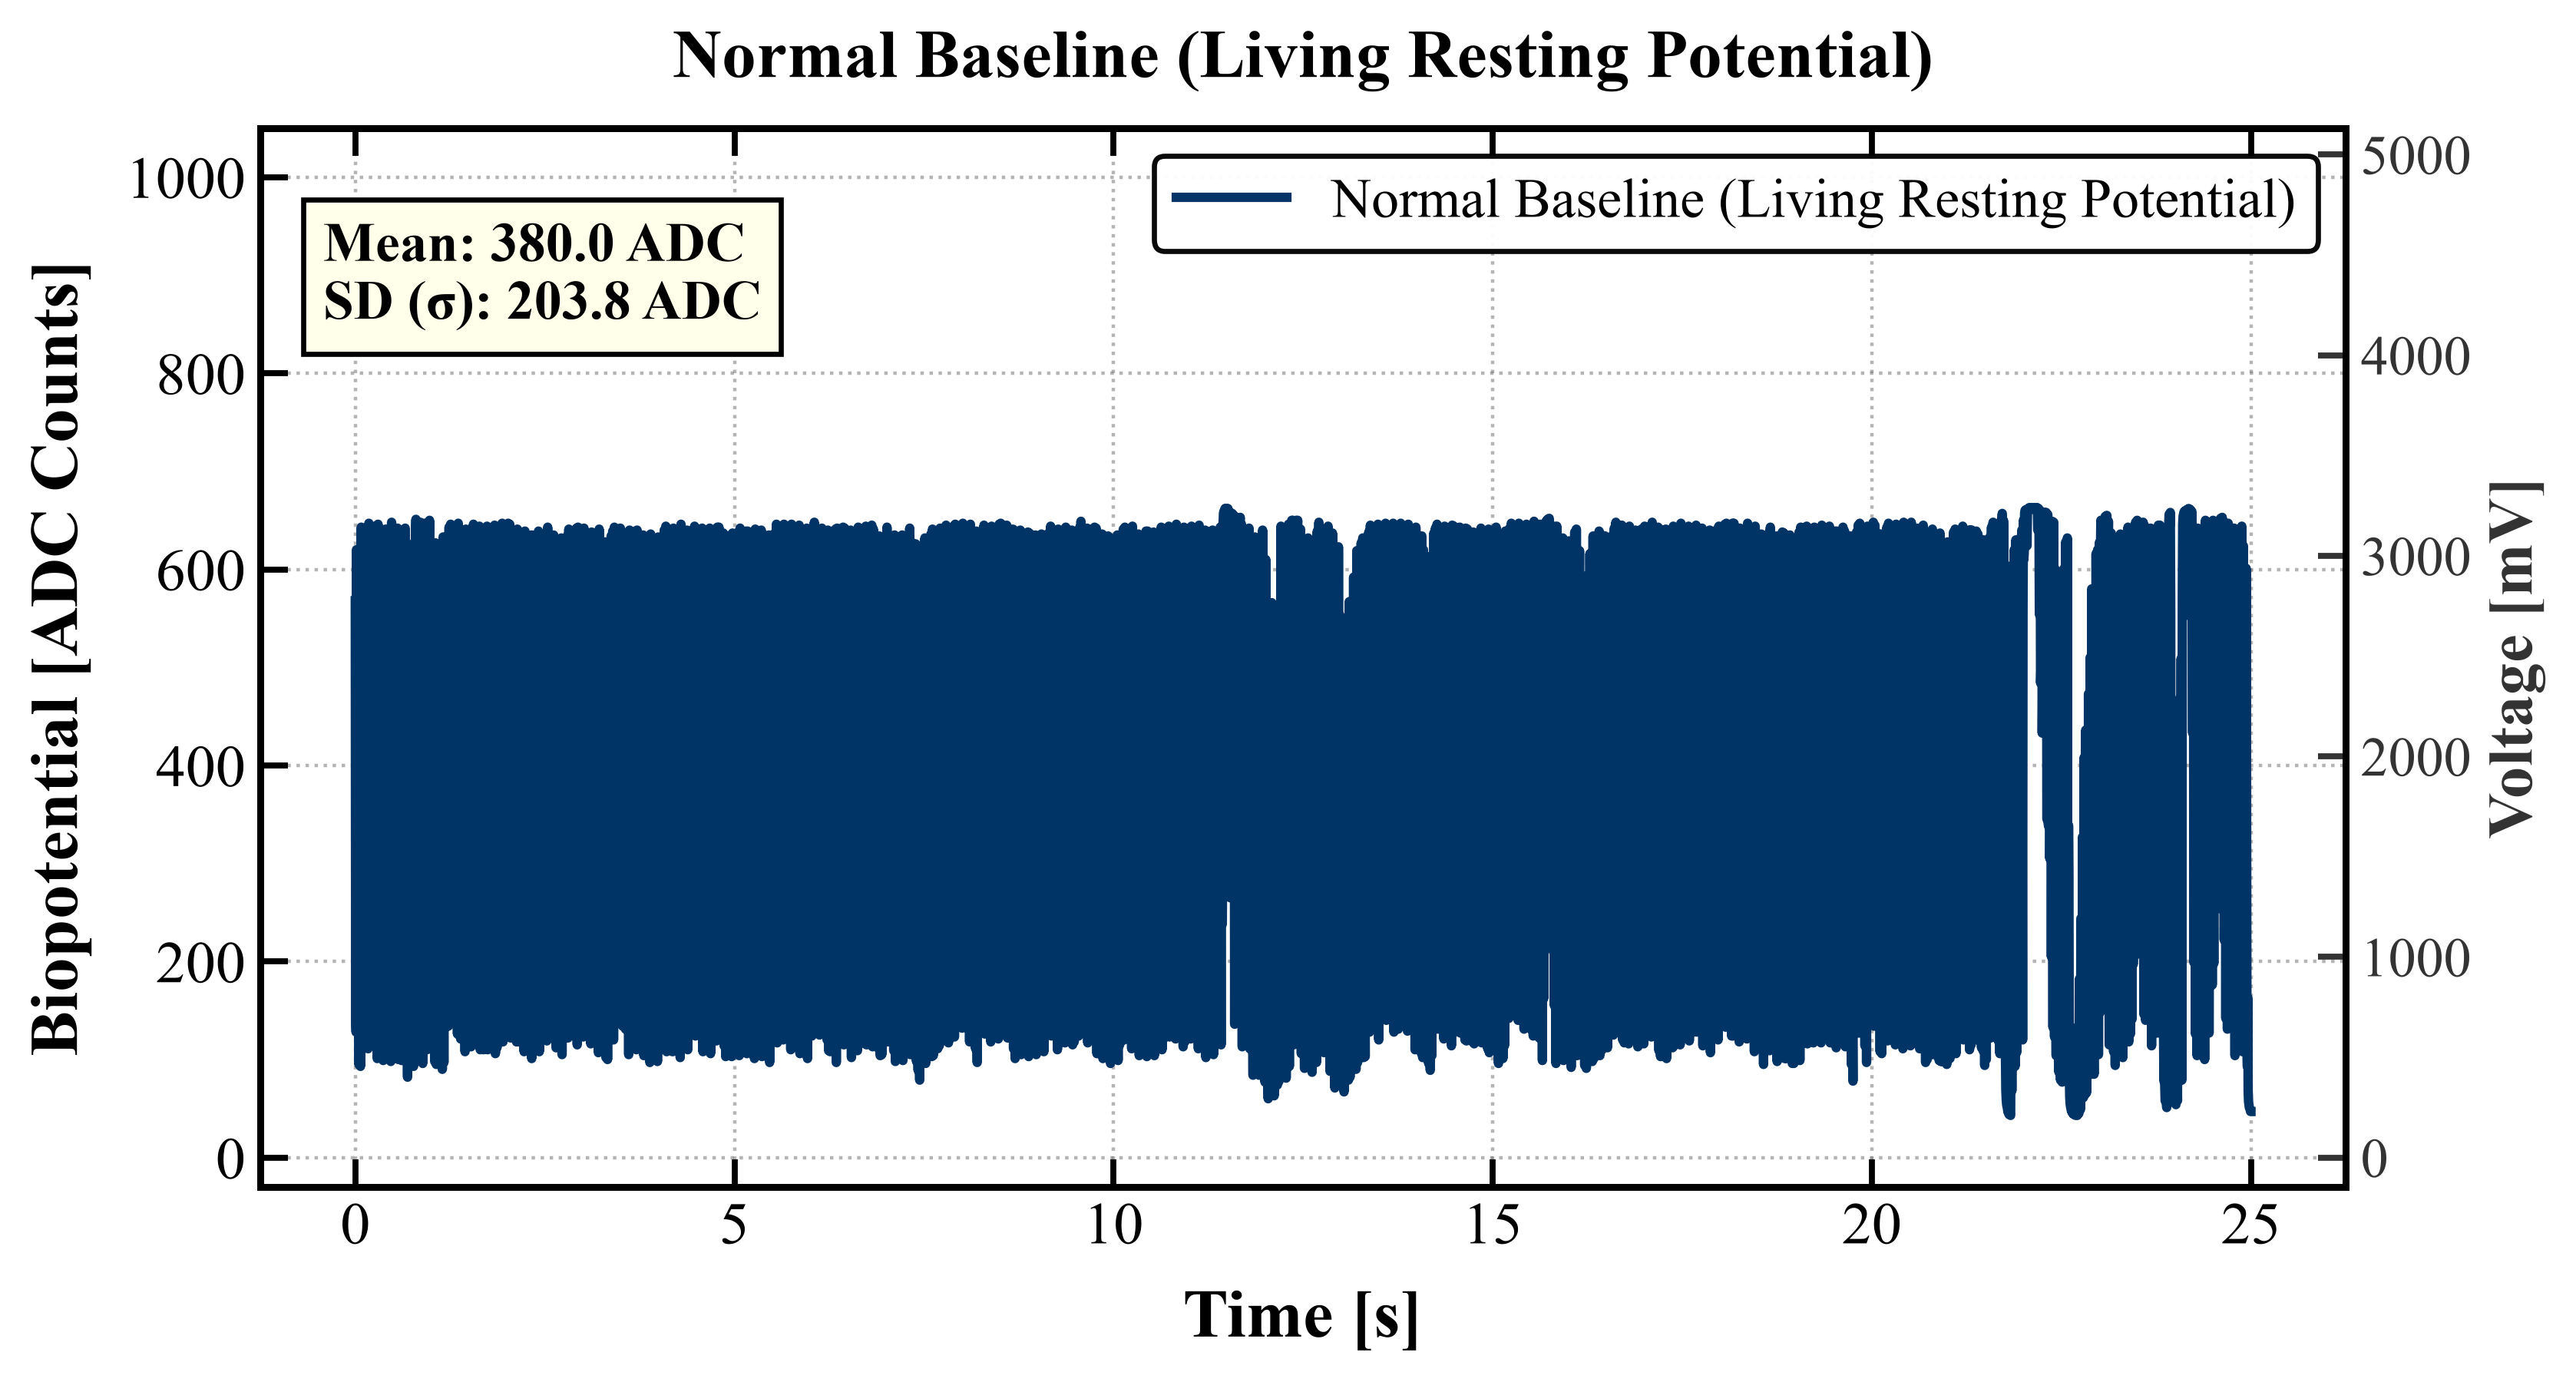 Normal Baseline (Living Resting Potential)
Normal Baseline (Living Resting Potential)
Mean: 380.0 ADC
SD (σ): 203.8 ADC
Biopotential [ADC Counts]
1000
800
600
400
200
0
5000
4000
3000
2000
1000
0
Voltage [mV]
0 5 10 15 20 25
Time [s]